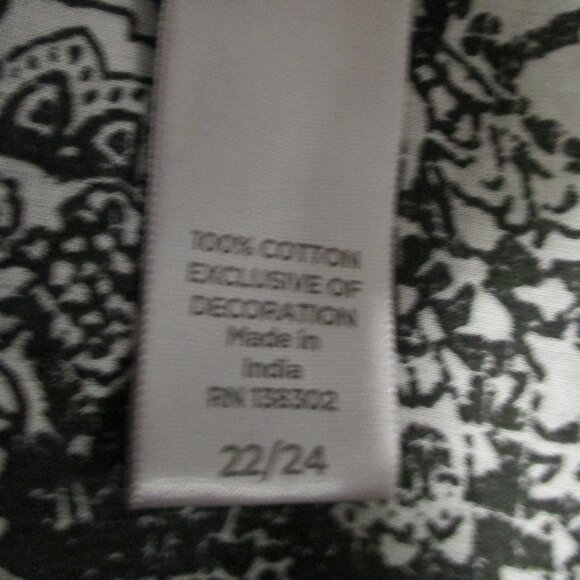 100% COTTON
EXCLUSIVE OF
DECORATION
Made in
India
RN 138302
22/24